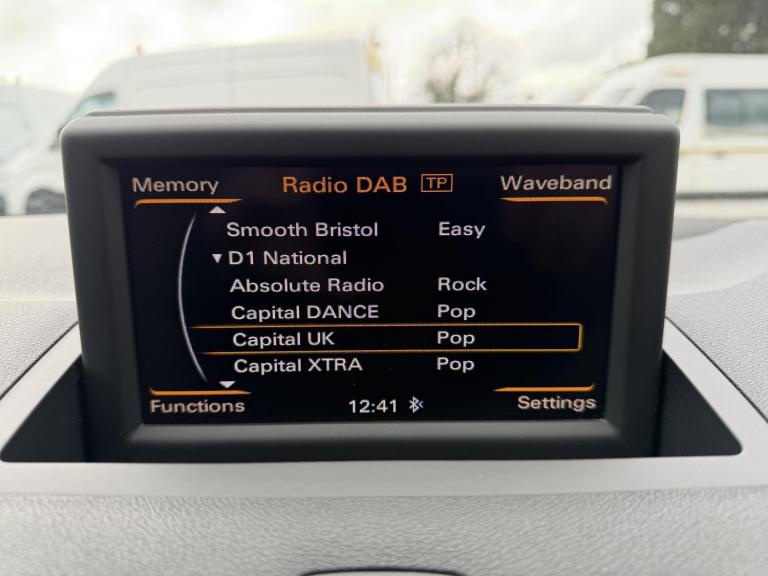 Memory Radio DAB TP Waveband
Smooth Bristol Easy
D1 National
Absolute Radio Rock
Capital DANCE Pop
Capital UK Pop
Capital XTRA Pop
Functions 12:41 Settings